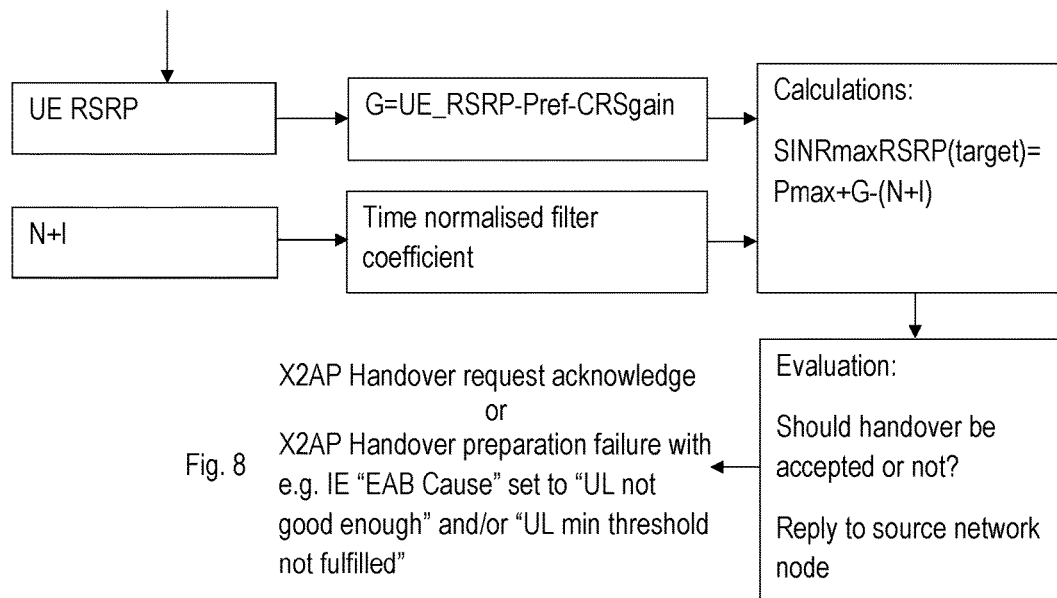 UE RSRP
G=UE_RSRP-Pref-CRSgain
Calculations:
SINRmaxRSRP(target)=
Pmax+G-(N+I)
N+I
Time normalised filter
coefficient
Evaluation:
Should handover be
accepted or not?
Reply to source network
node
X2AP Handover request acknowledge
or
X2AP Handover preparation failure with
e.g. IE “EAB Cause” set to “UL not
good enough” and/or “UL min threshold
not fulfilled”
Fig. 8